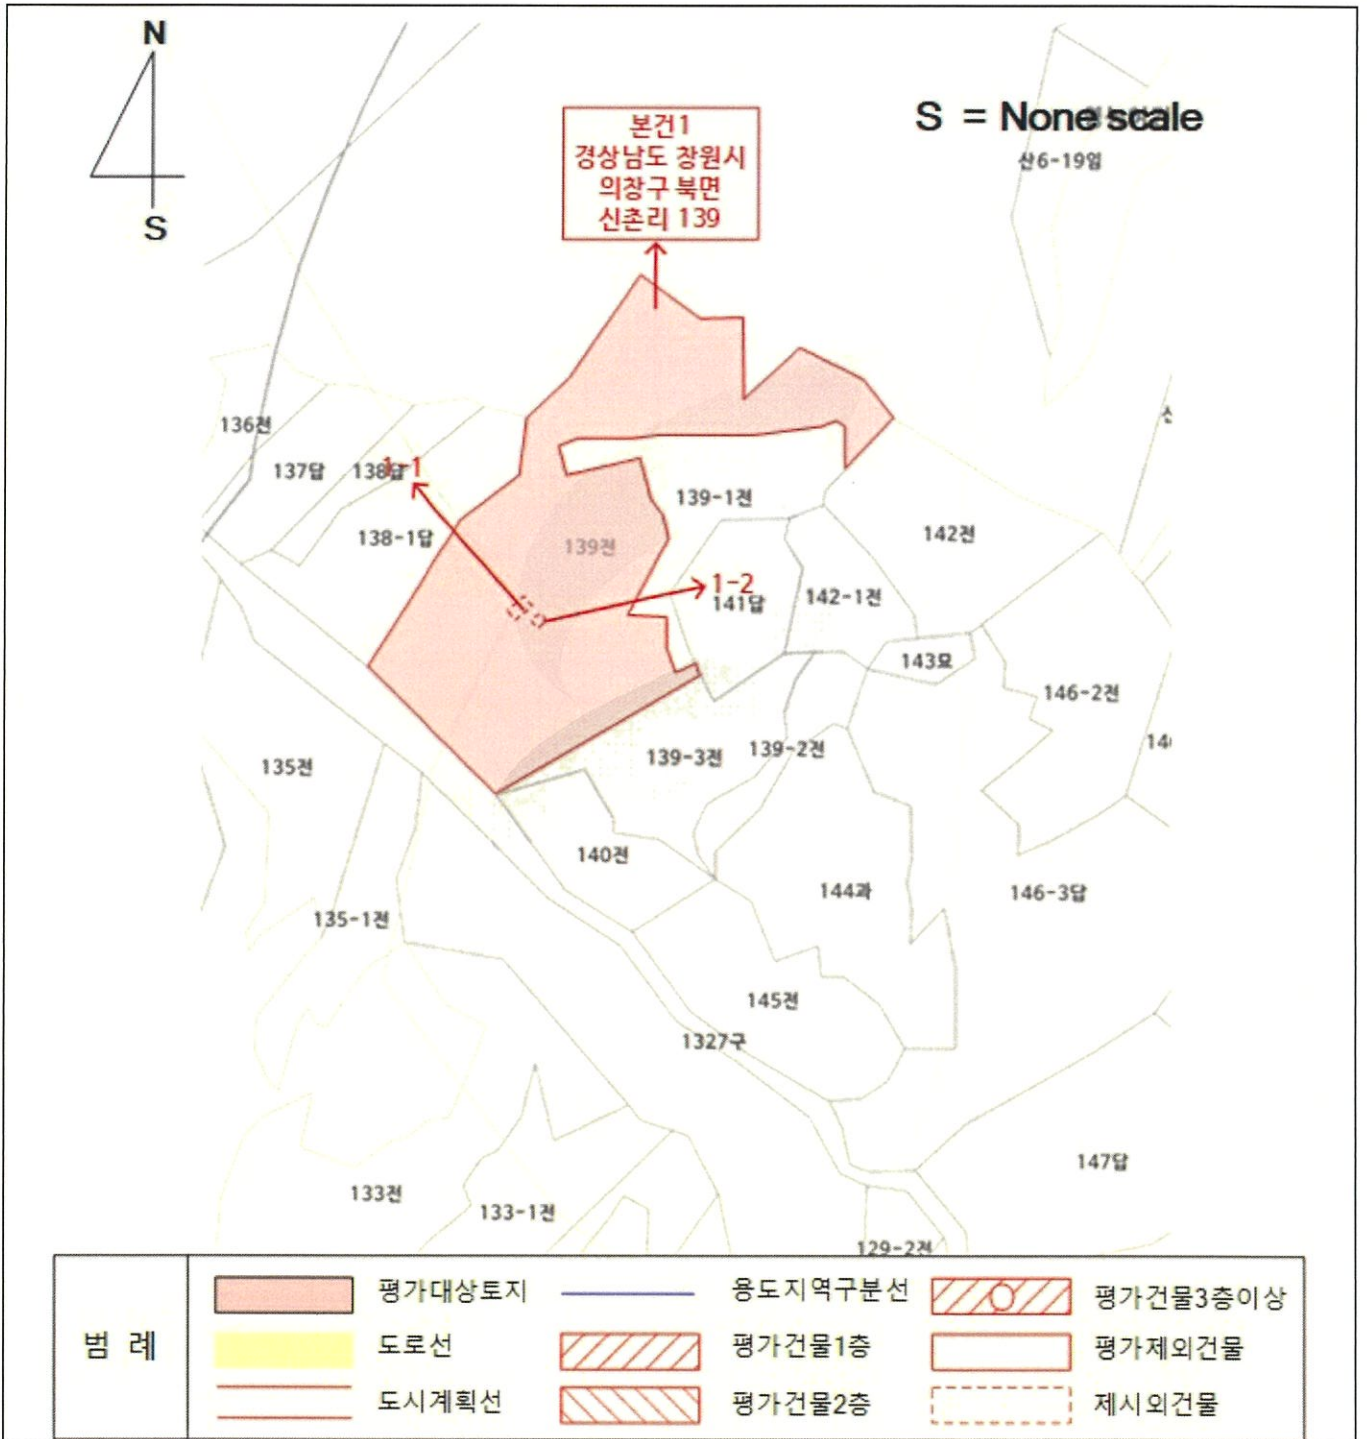 N
S
S = None scale
산6-19임
본건1
경상남도 창원시
의창구 북면
신촌리 139
136전
137답
138답
1-1
138-1답
139전
139-1전
1-2
141답
142전
142-1전
143묘
146-2전
139-3전
139-2전
135전
135-1전
140전
144과
146-3답
145전
1327구
147답
133전
133-1전
129-2전
범 례
평가대상토지
도로선
도시계획선
용도지역구분선
평가건물1층
평가건물2층
평가건물3층이상
평가제외건물
제시외건물